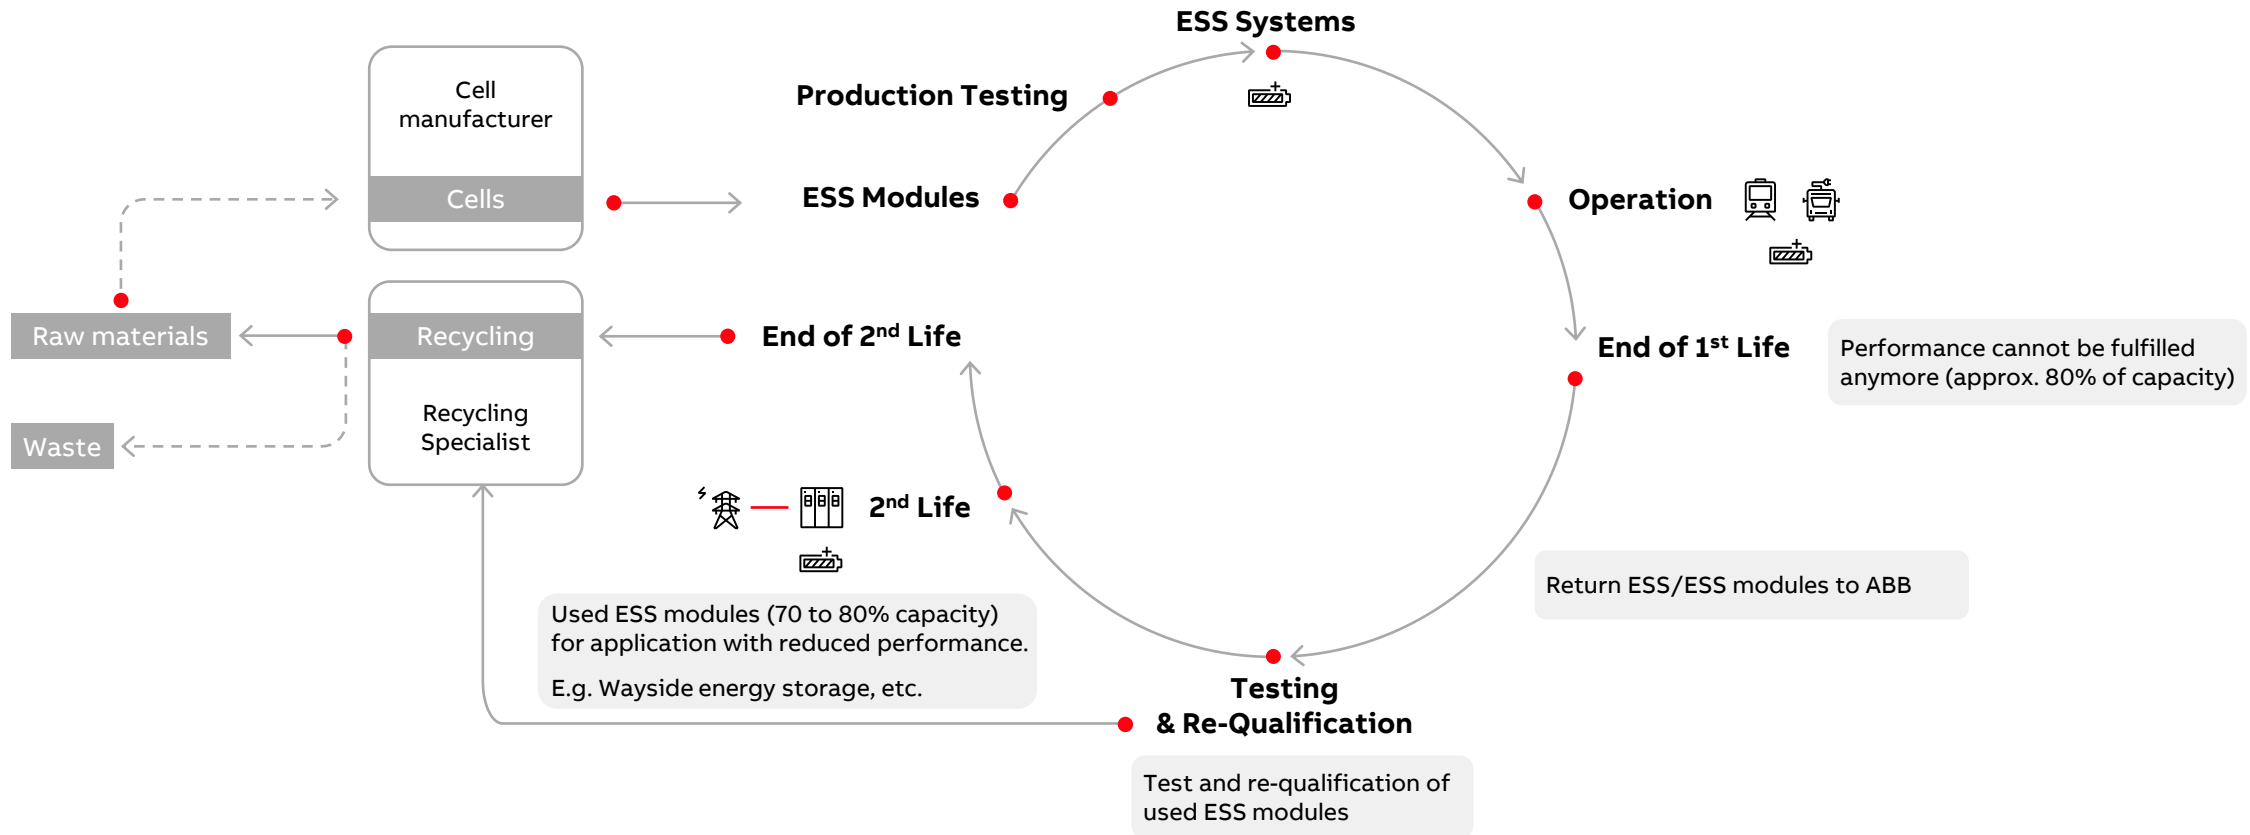 ESS Systems
Cell
manufacturer
Cells
Production Testing
ESS Modules
Operation
Raw materials
Recycling
Recycling
Specialist
Waste
End of 2nd Life
End of 1st Life
Performance cannot be fulfilled
anymore (approx. 80% of capacity)
2nd Life
Used ESS modules (70 to 80% capacity)
for application with reduced performance.
E.g. Wayside energy storage, etc.
Return ESS/ESS modules to ABB
Testing
& Re-Qualification
Test and re-qualification of
used ESS modules